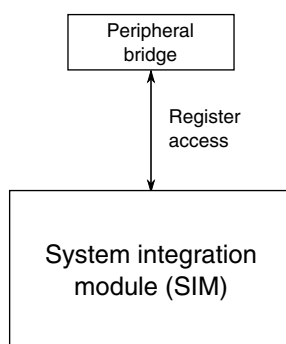 Peripheral
bridge
Register
access
System integration
module (SIM)